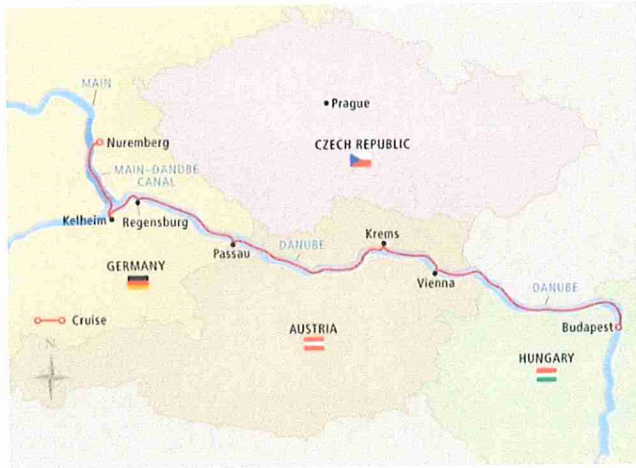 MAIN
Prague
Nuremberg
CZECH REPUBLIC
MAIN-DANUBE
CANAL
Kelheim
Regensburg
Krems
Passau
DANUBE
GERMANY
Vienna
DANUBE
Cruise
AUSTRIA
Budapest
N
HUNGARY